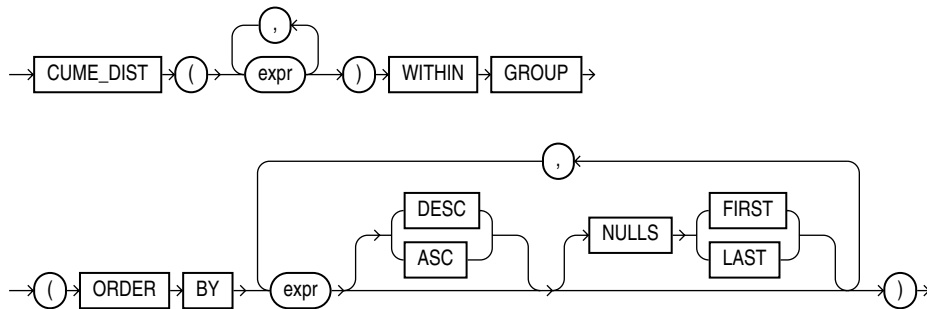 ,
CUME_DIST ( expr ) WITHIN GROUP
,
DESC FIRST
NULLS
ASC LAST
( ORDER BY expr )